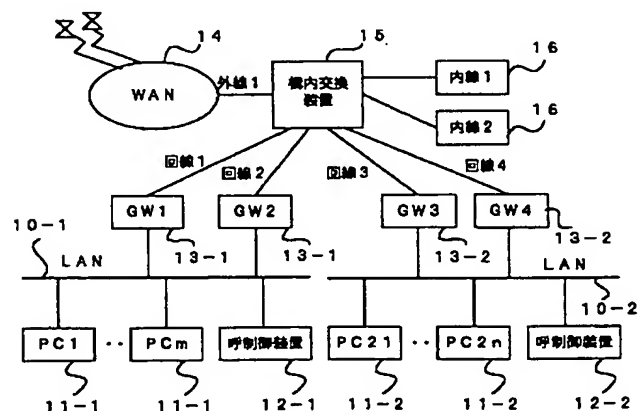 14
15
16
WAN
外線1
構内交換
装置
内線1
内線2
16
回線1
回線2
回線3
回線4
GW1
GW2
GW3
GW4
10-1
LAN
13-1
13-1
13-2
13-2
LAN
10-2
PC1
‥
PCm
呼制御装置
PC21
‥
PC2n
呼制御装置
11-1
11-1
12-1
11-2
11-2
12-2